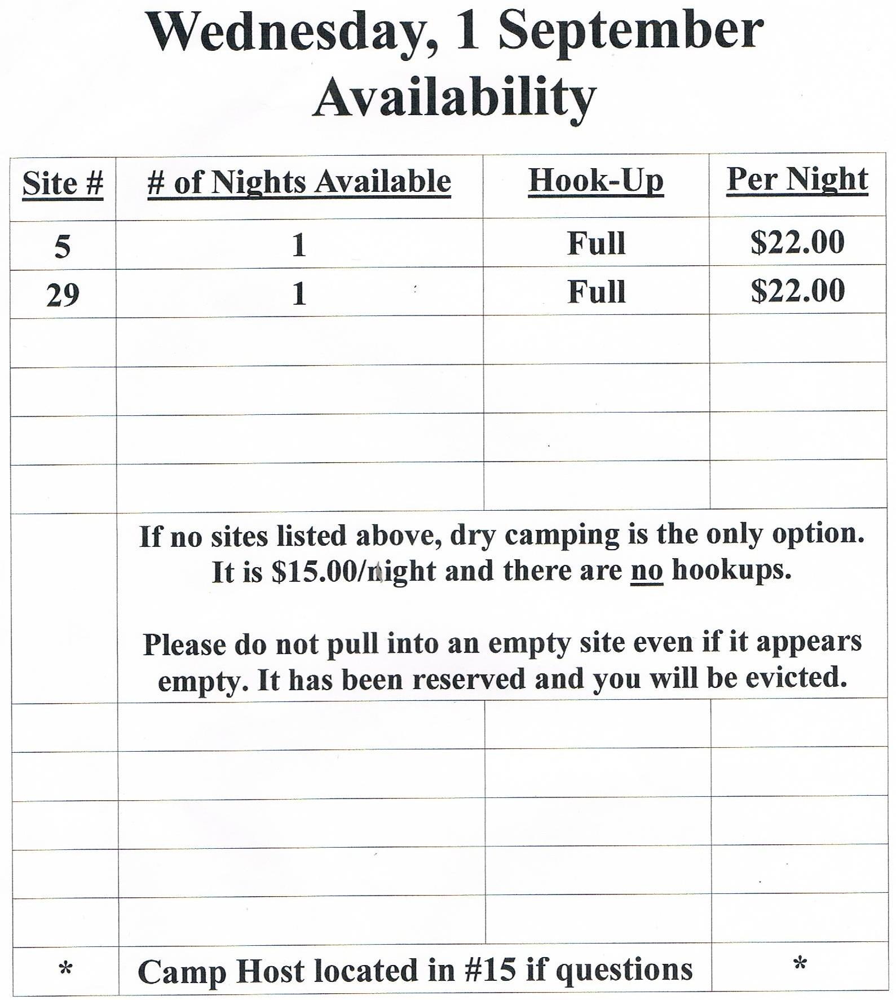 Wednesday, 1 September
Availability
Site # # of Nights Available Hook-Up Per Night
5 1 Full $22.00
29 1 Full $22.00
If no sites listed above, dry camping is the only option.
It is $15.00/night and there are no hookups.
Please do not pull into an empty site even if it appears
empty. It has been reserved and you will be evicted.
* Camp Host located in #15 if questions *